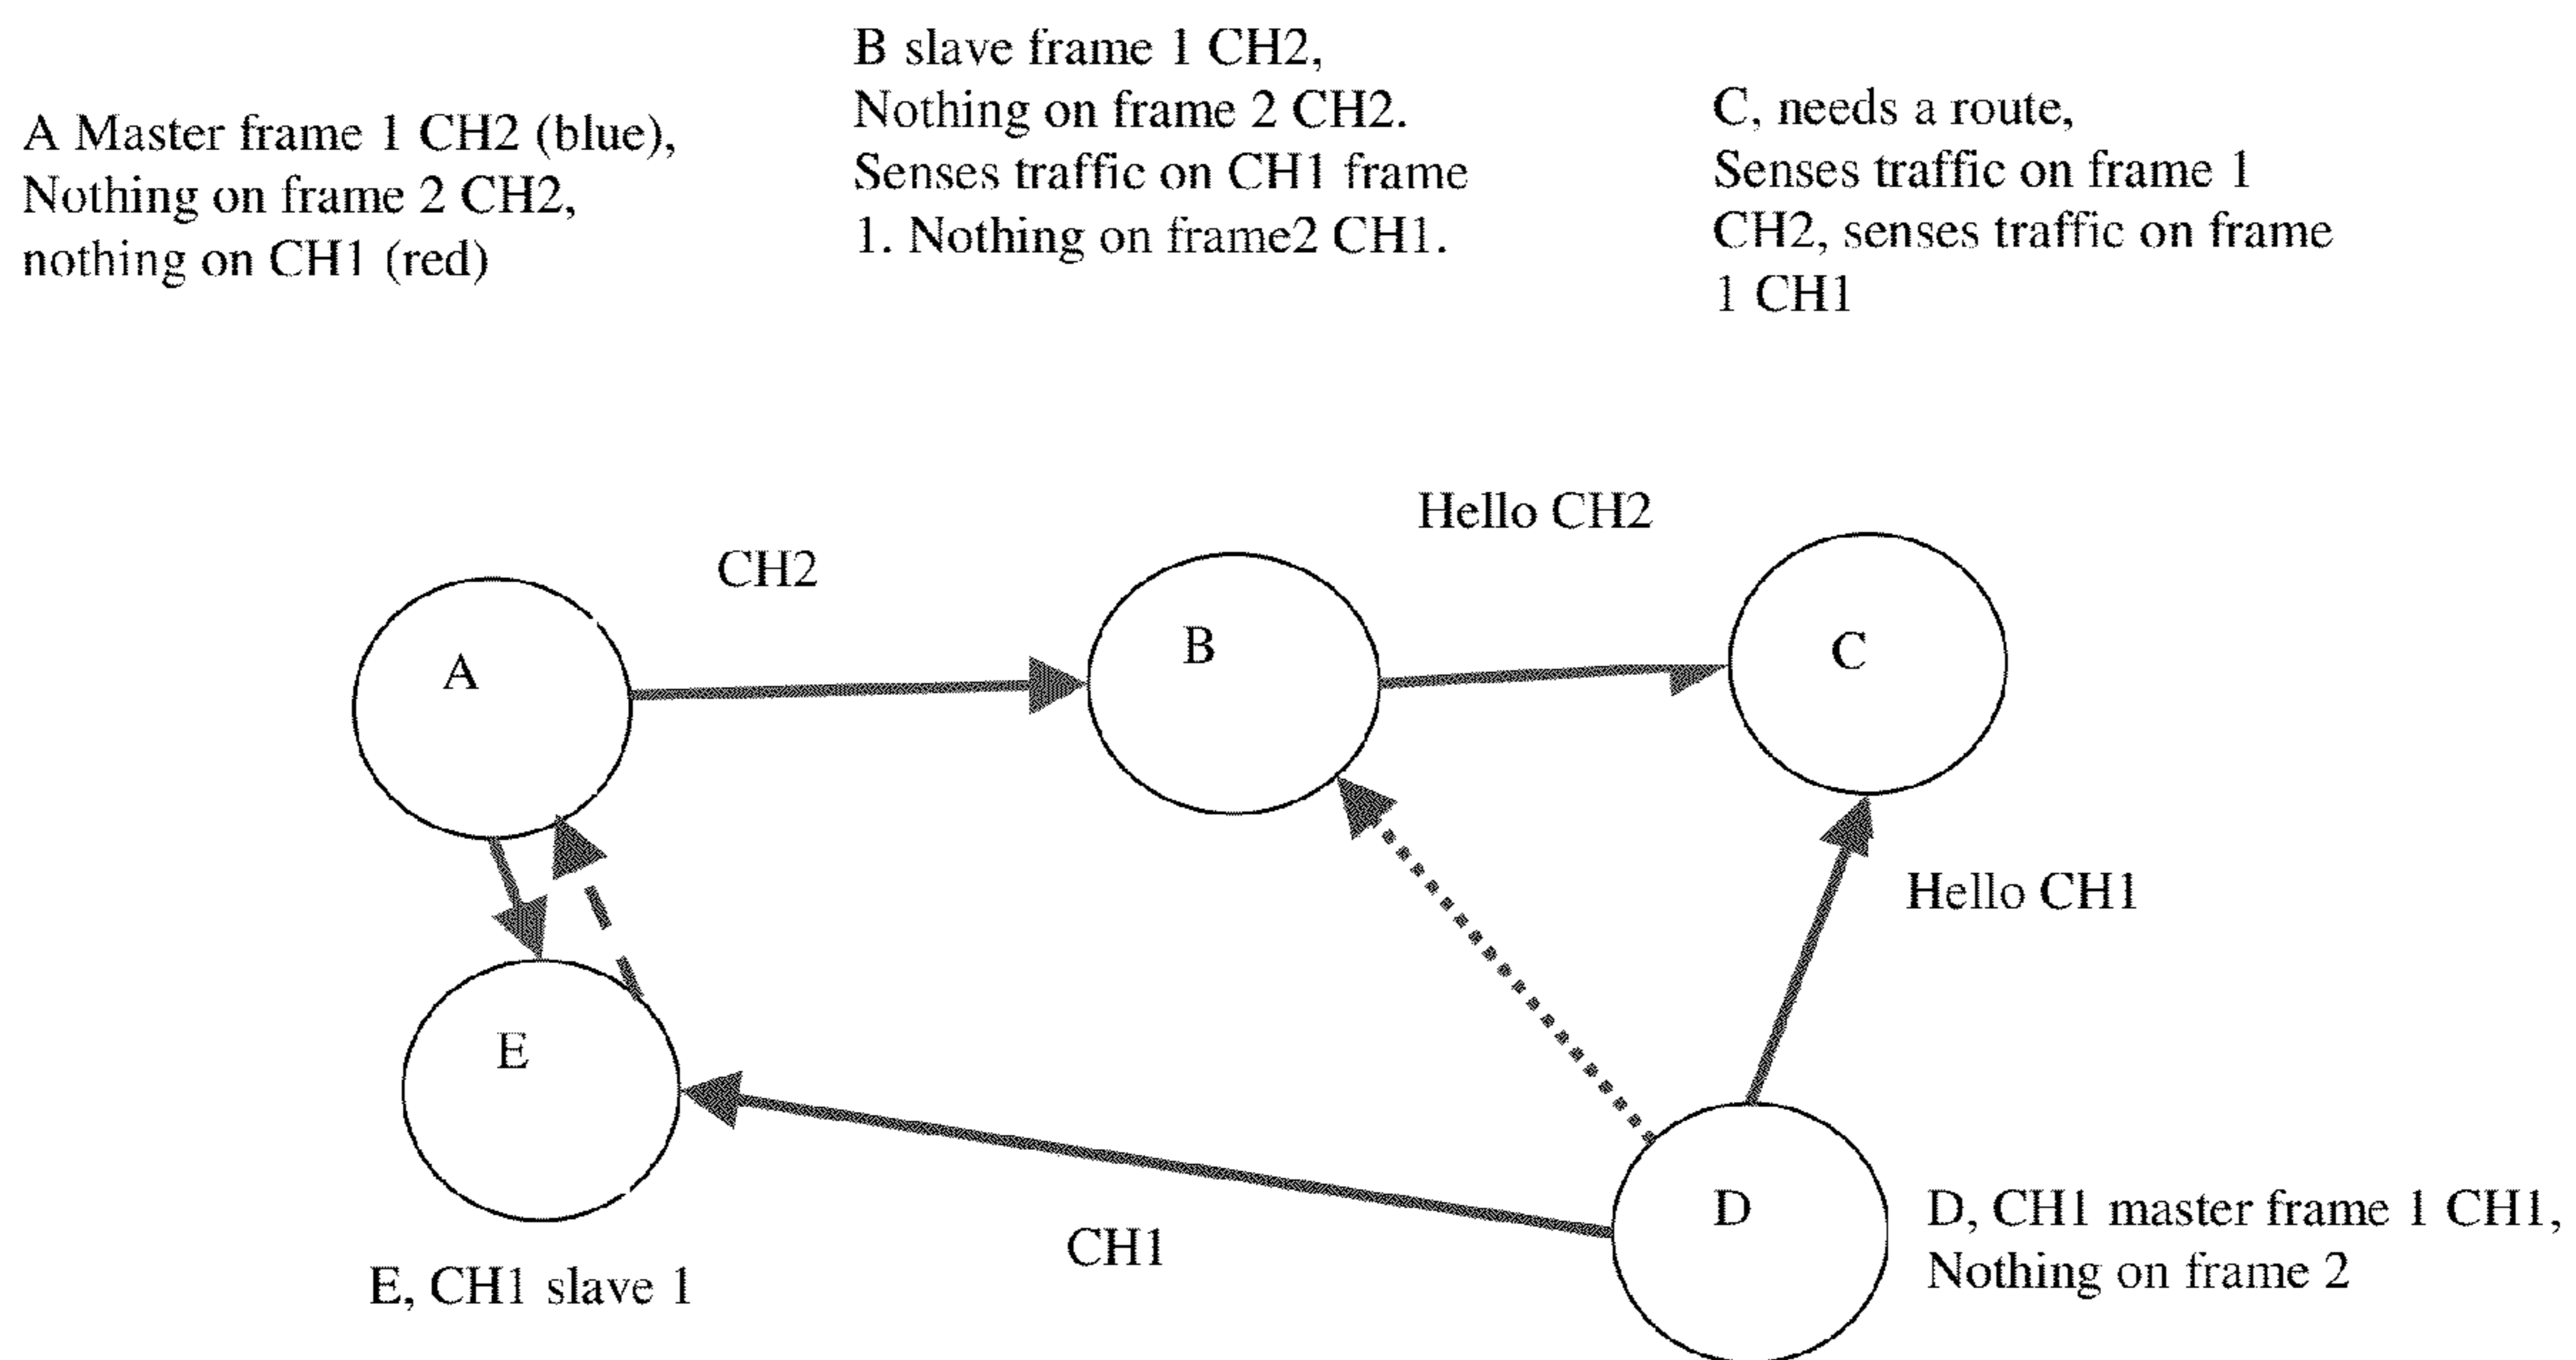 A Master frame 1 CH2 (blue),
Nothing on frame 2 CH2,
nothing on CH1 (red)
B slave frame 1 CH2,
Nothing on frame 2 CH2.
Senses traffic on CH1 frame
1. Nothing on frame2 CH1.
C, needs a route,
Senses traffic on frame 1
CH2, senses traffic on frame
1 CH1
Hello CH2
CH2
A
B
C
Hello CH1
E
D
CH1
D, CH1 master frame 1 CH1,
Nothing on frame 2
E, CH1 slave 1